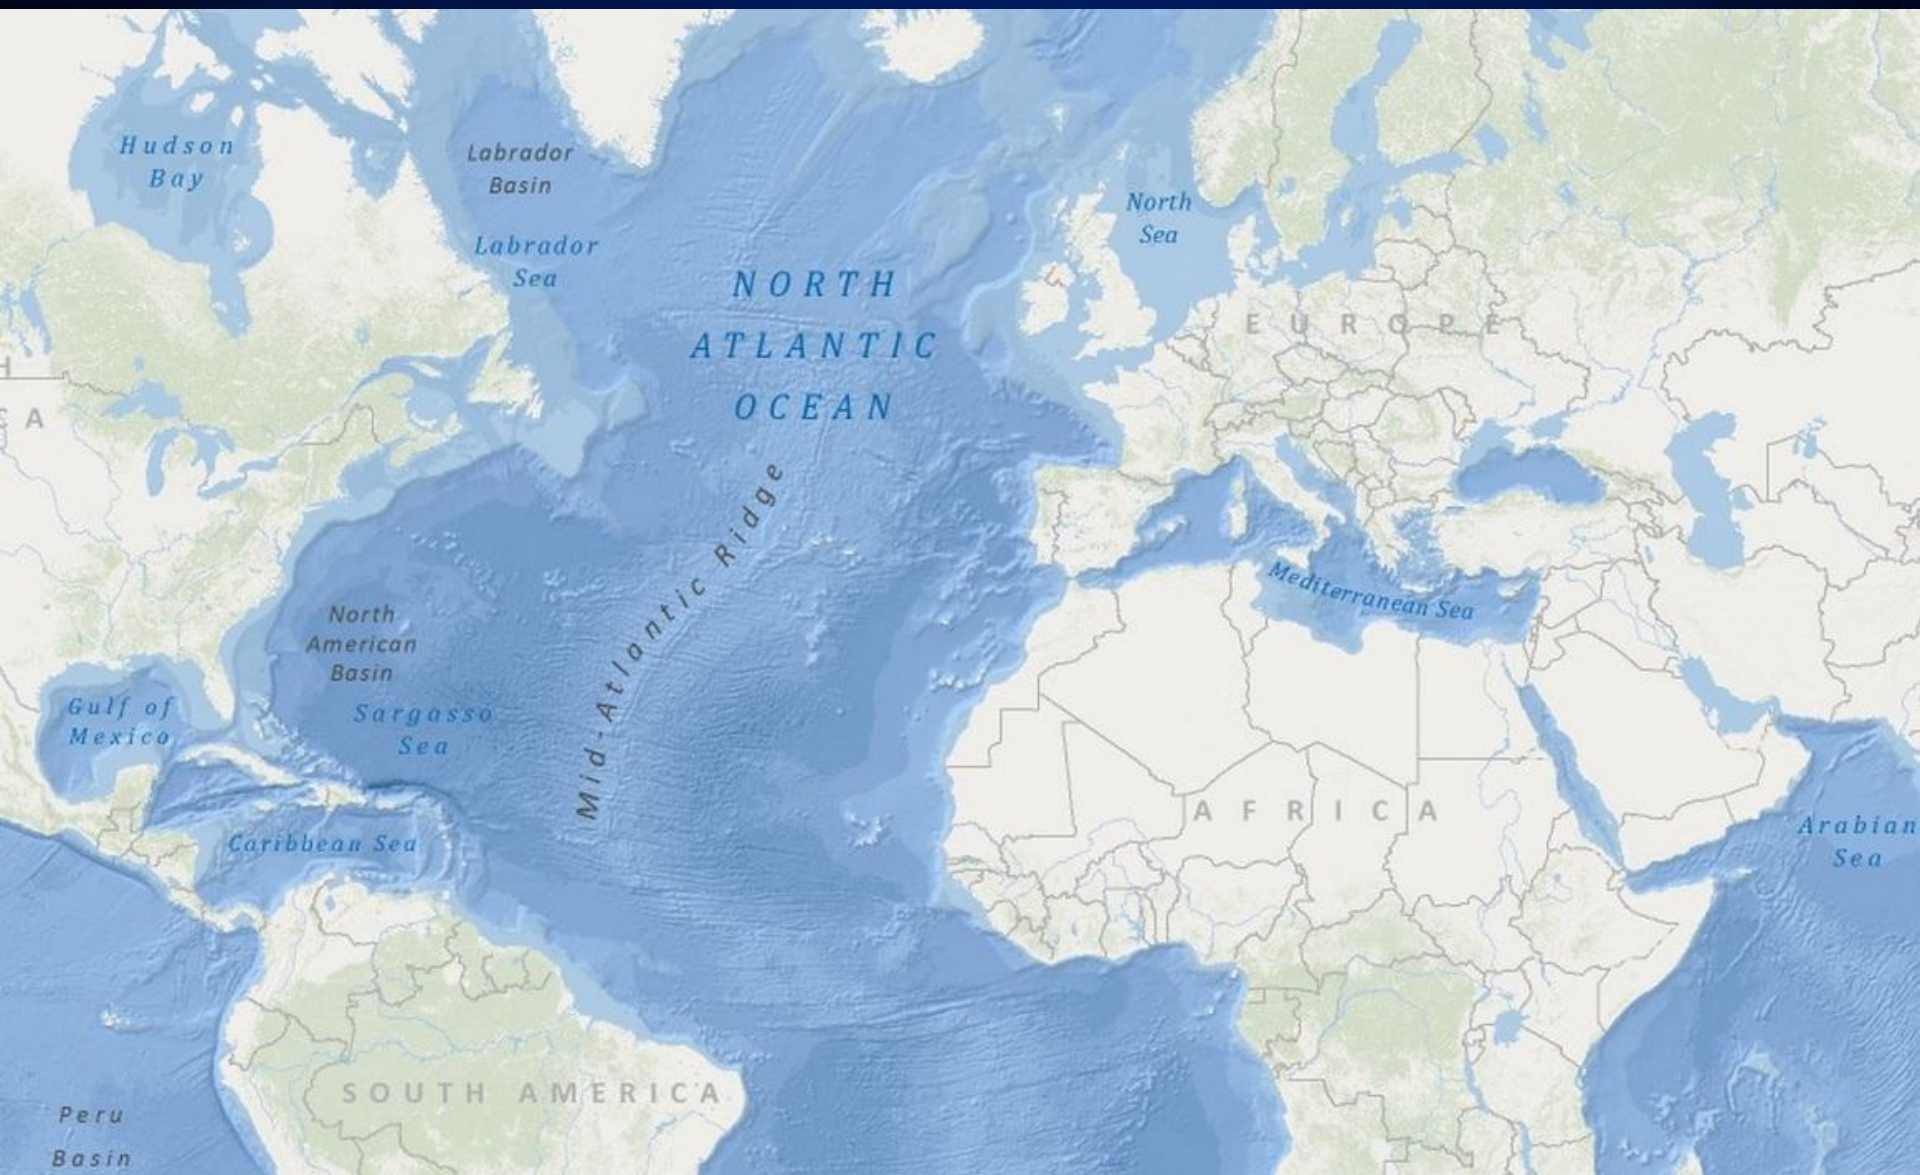 Hudson
Bay
Labrador
Basin
Labrador
Sea
North
Sea
NORTH
ATLANTIC
OCEAN
EUROPE
H
CA
Mid-Atlantic Ridge
Mediterranean Sea
North
American
Basin
Sargasso
Sea
Gulf of
Mexico
Caribbean Sea
AFRICA
Arabian
Sea
SOUTH AMERICA
Peru
Basin